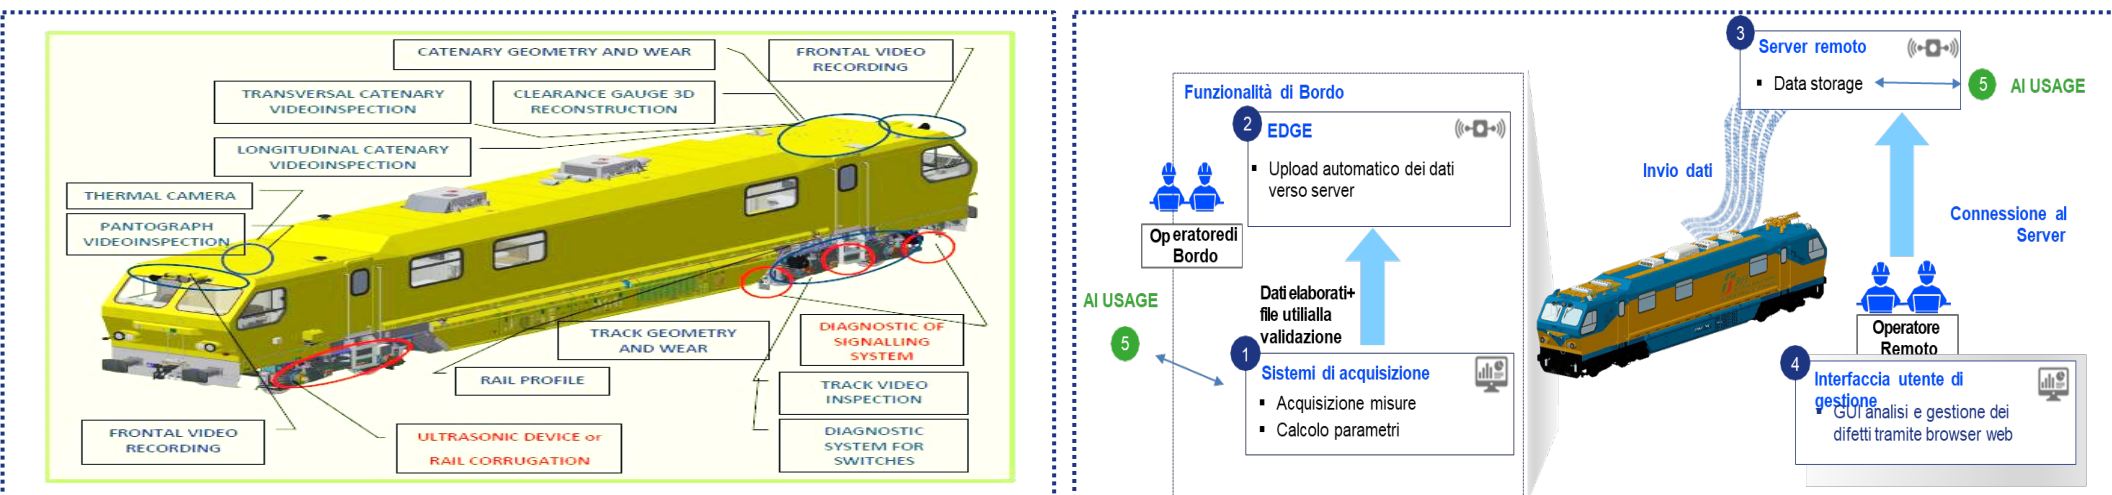 CATENARY GEOMETRY AND WEAR
FRONTAL VIDEO
RECORDING
TRANSVERSAL CATENARY
VIDEOINSPECTION
CLEARANCE GAUGE 3D
RECONSTRUCTION
LONGITUDINAL CATENARY
VIDEOINSPECTION
THERMAL CAMERA
PANTOGRAPH
VIDEOINSPECTION
TRACK GEOMETRY
AND WEAR
DIAGNOSTIC OF
SIGNALLING
SYSTEM
RAIL PROFILE
TRACK VIDEO
INSPECTION
FRONTAL VIDEO
RECORDING
ULTRASONIC DEVICE or
RAIL CORRUGATION
DIAGNOSTIC
SYSTEM FOR
SWITCHES
Funzionalità di Bordo
2
EDGE
▪ Upload automatico dei dati
verso server
Operatoredi
Bordo
AI USAGE
5
Dati elaborati+
file utilialla
validazione
1
Sistemi di acquisizione
▪ Acquisizione misure
▪ Calcolo parametri
3
Server remoto
▪ Data storage
5
AI USAGE
Invio dati
Connessione al
Server
Operatore
Remoto
4
Interfaccia utente di
gestione
▪ GUI analisi e gestione dei
difetti tramite browser web